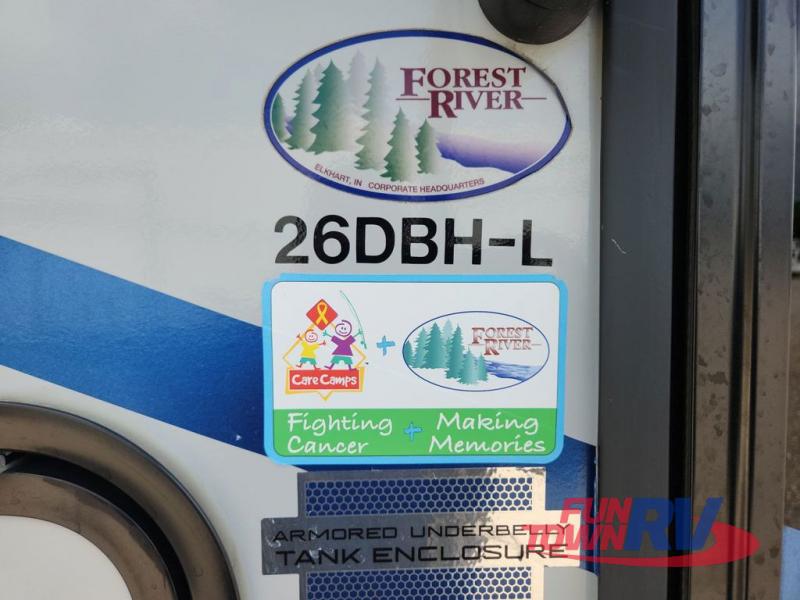 FOREST
RIVER
ELKHART, IN CORPORATE HEADQUARTERS
26DBH-L
Care Camps
+
FOREST
RIVER
Fighting + Making
Cancer Memories
ARMORED UNDERBELLY
TANK ENCLOSURE
FUN
TOWN RV